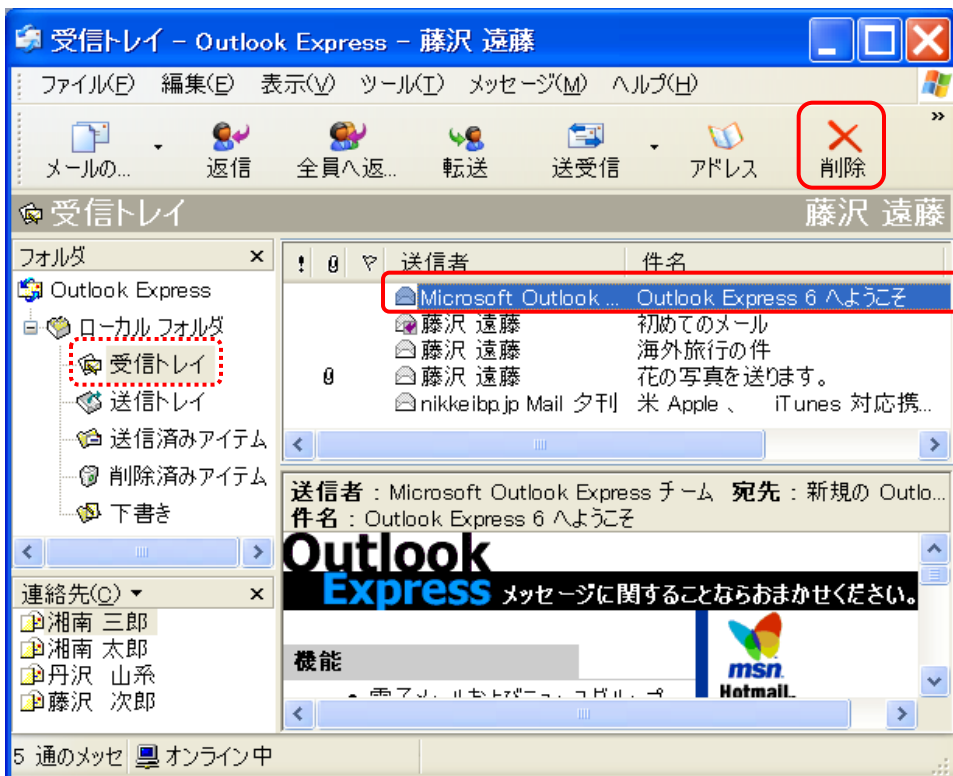 受信トレイ - Outlook Express - 藤沢 遠藤
ファイル(F) 編集(E) 表示(V) ツール(T) メッセージ(M) ヘルプ(H)
メールの... 返信 全員へ返... 転送 送受信 アドレス 削除 »
受信トレイ 藤沢 遠藤
フォルダ ×
Outlook Express
ローカル フォルダ
受信トレイ
送信トレイ
送信済みアイテム
削除済みアイテム
下書き
! 送信者 件名
Microsoft Outlook ... Outlook Express 6 へようこそ
藤沢 遠藤 初めてのメール
藤沢 遠藤 海外旅行の件
藤沢 遠藤 花の写真を送ります。
nikkeibp.jp Mail 夕刊 米 Apple 、 iTunes 対応携...
送信者 : Microsoft Outlook Express チーム 宛先 : 新規の Outlo...
件名 : Outlook Express 6 へようこそ
Outlook
Express メッセージに関することならおまかせください。
機能
msn
Hotmail
連絡先(C) ▼ ×
湘南 三郎
湘南 太郎
丹沢 山系
藤沢 次郎
5 通のメッセ オンライン中